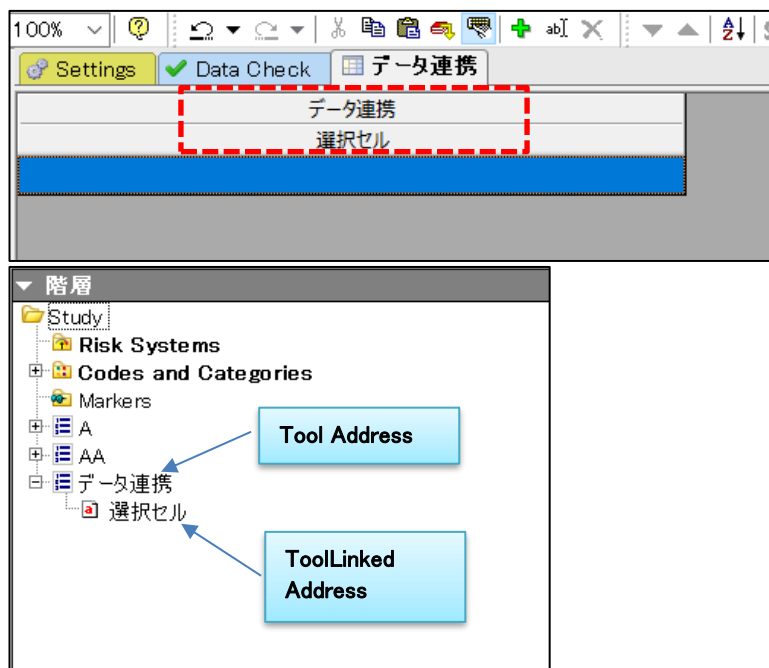 100%
Settings
Data Check
データ連携
データ連携
選択セル
階層
Study
Risk Systems
Codes and Categories
Markers
A
AA
データ連携
選択セル
Tool Address
ToolLinked
Address